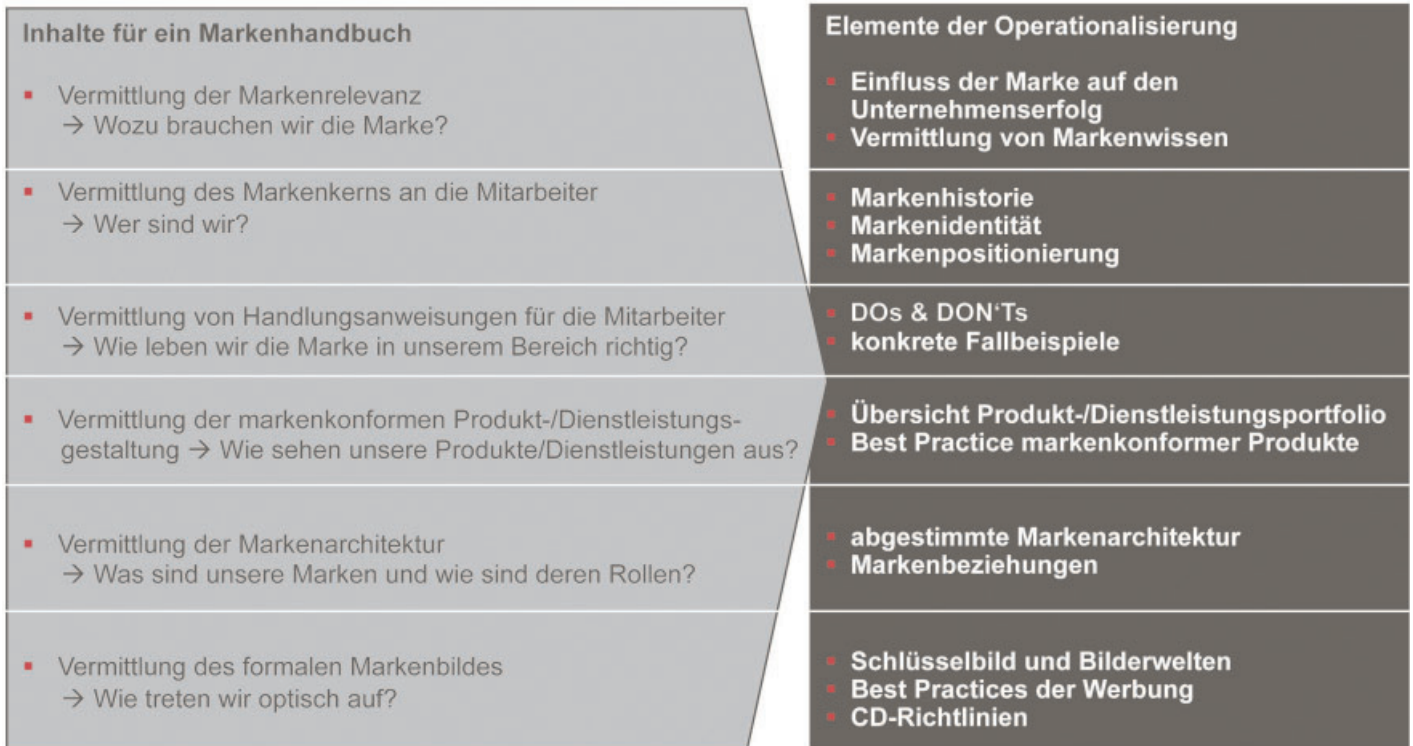 Inhalte für ein Markenhandbuch
▪ Vermittlung der Markenrelevanz
→ Wozu brauchen wir die Marke?
▪ Vermittlung des Markenkerns an die Mitarbeiter
→ Wer sind wir?
▪ Vermittlung von Handlungsanweisungen für die Mitarbeiter
→ Wie leben wir die Marke in unserem Bereich richtig?
▪ Vermittlung der markenkonformen Produkt-/Dienstleistungs-
gestaltung → Wie sehen unsere Produkte/Dienstleistungen aus?
▪ Vermittlung der Markenarchitektur
→ Was sind unsere Marken und wie sind deren Rollen?
▪ Vermittlung des formalen Markenbildes
→ Wie treten wir optisch auf?
Elemente der Operationalisierung
▪ Einfluss der Marke auf den
Unternehmenserfolg
▪ Vermittlung von Markenwissen
▪ Markenhistorie
▪ Markenidentität
▪ Markenpositionierung
▪ DOs & DON‘Ts
▪ konkrete Fallbeispiele
▪ Übersicht Produkt-/Dienstleistungsportfolio
▪ Best Practice markenkonformer Produkte
▪ abgestimmte Markenarchitektur
▪ Markenbeziehungen
▪ Schlüsselbild und Bilderwelten
▪ Best Practices der Werbung
▪ CD-Richtlinien